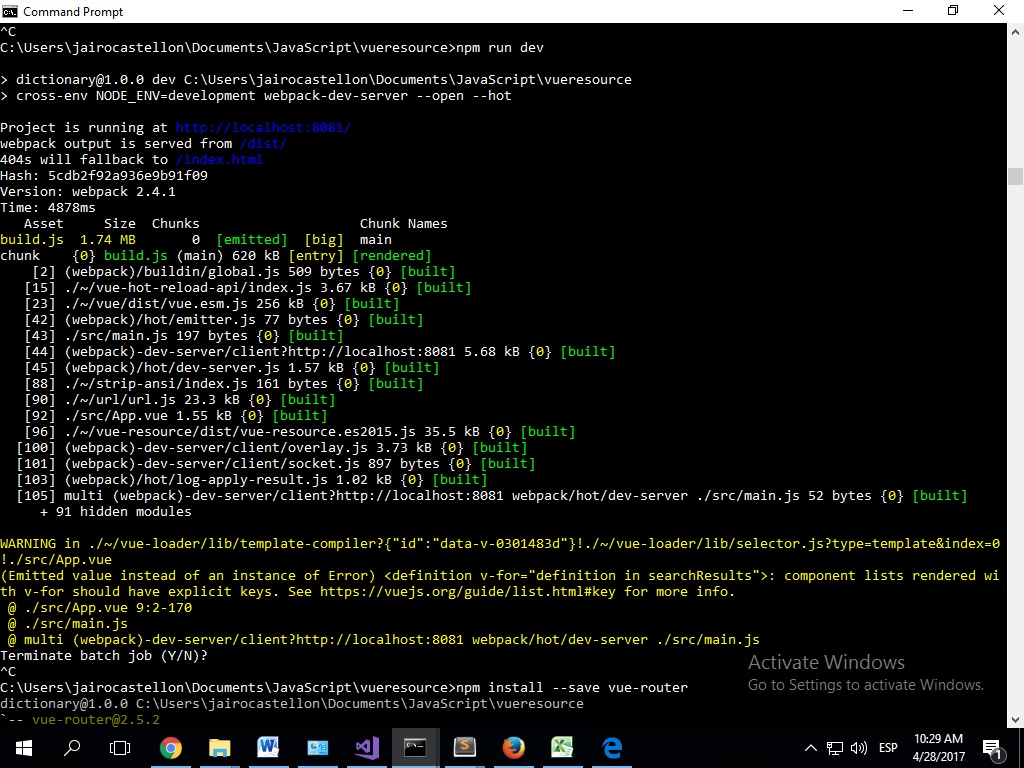 Command Prompt
^C
C:\Users\jairocastellon\Documents\JavaScript\vueresource>npm run dev
> dictionary@1.0.0 dev C:\Users\jairocastellon\Documents\JavaScript\vueresource
> cross-env NODE_ENV=development webpack-dev-server --open --hot
Project is running at http://localhost:8081/
webpack output is served from /dist/
404s will fallback to /index.html
Hash: 5cdb2f92a936e9b91f09
Version: webpack 2.4.1
Time: 4878ms
Asset Size Chunks Chunk Names
build.js 1.74 MB 0 [emitted] [big] main
chunk {0} build.js (main) 620 kB [entry] [rendered]
[2] (webpack)/buildin/global.js 509 bytes {0} [built]
[15] ./~/vue-hot-reload-api/index.js 3.67 kB {0} [built]
[23] ./~/vue/dist/vue.esm.js 256 kB {0} [built]
[42] (webpack)/hot/emitter.js 77 bytes {0} [built]
[43] ./src/main.js 197 bytes {0} [built]
[44] (webpack)-dev-server/client?http://localhost:8081 5.68 kB {0} [built]
[45] (webpack)/hot/dev-server.js 1.57 kB {0} [built]
[88] ./~/strip-ansi/index.js 161 bytes {0} [built]
[90] ./~/url/url.js 23.3 kB {0} [built]
[92] ./src/App.vue 1.55 kB {0} [built]
[96] ./~/vue-resource/dist/vue-resource.es2015.js 35.5 kB {0} [built]
[100] (webpack)-dev-server/client/overlay.js 3.73 kB {0} [built]
[101] (webpack)-dev-server/client/socket.js 897 bytes {0} [built]
[103] (webpack)/hot/log-apply-result.js 1.02 kB {0} [built]
[105] multi (webpack)-dev-server/client?http://localhost:8081 webpack/hot/dev-server ./src/main.js 52 bytes {0} [built]
+ 91 hidden modules
WARNING in ./~/vue-loader/lib/template-compiler?{"id":"data-v-0301483d"}!./~/vue-loader/lib/selector.js?type=template&index=0
!./src/App.vue
(Emitted value instead of an instance of Error) <definition v-for="definition in searchResults">: component lists rendered wi
th v-for should have explicit keys. See https://vuejs.org/guide/list.html#key for more info.
@ ./src/App.vue 9:2-170
@ ./src/main.js
@ multi (webpack)-dev-server/client?http://localhost:8081 webpack/hot/dev-server ./src/main.js
Terminate batch job (Y/N)?
^C
C:\Users\jairocastellon\Documents\JavaScript\vueresource>npm install --save vue-router
dictionary@1.0.0 C:\Users\jairocastellon\Documents\JavaScript\vueresource
`-- vue-router@2.5.2
Activate Windows
Go to Settings to activate Windows.
ESP
10:29 AM
4/28/2017
1